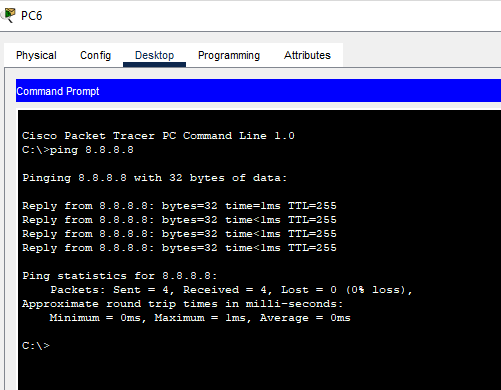 PC6
Physical Config Desktop Programming Attributes
Command Prompt
Cisco Packet Tracer PC Command Line 1.0
C:\>ping 8.8.8.8
Pinging 8.8.8.8 with 32 bytes of data:
Reply from 8.8.8.8: bytes=32 time=1ms TTL=255
Reply from 8.8.8.8: bytes=32 time<1ms TTL=255
Reply from 8.8.8.8: bytes=32 time<1ms TTL=255
Reply from 8.8.8.8: bytes=32 time<1ms TTL=255
Ping statistics for 8.8.8.8:
Packets: Sent = 4, Received = 4, Lost = 0 (0% loss),
Approximate round trip times in milli-seconds:
Minimum = 0ms, Maximum = 1ms, Average = 0ms
C:\>